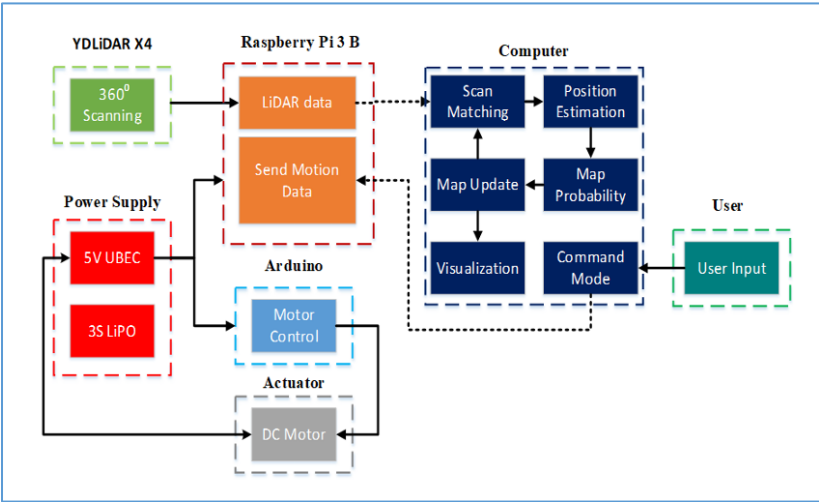 YDLiDAR X4
360⁰
Scanning
Raspberry Pi 3 B
LiDAR data
Send Motion
Data
Computer
Scan
Matching
Position
Estimation
Map Update
Map
Probability
Visualization
Command
Mode
User
User Input
Power Supply
5V UBEC
3S LiPO
Arduino
Motor
Control
Actuator
DC Motor